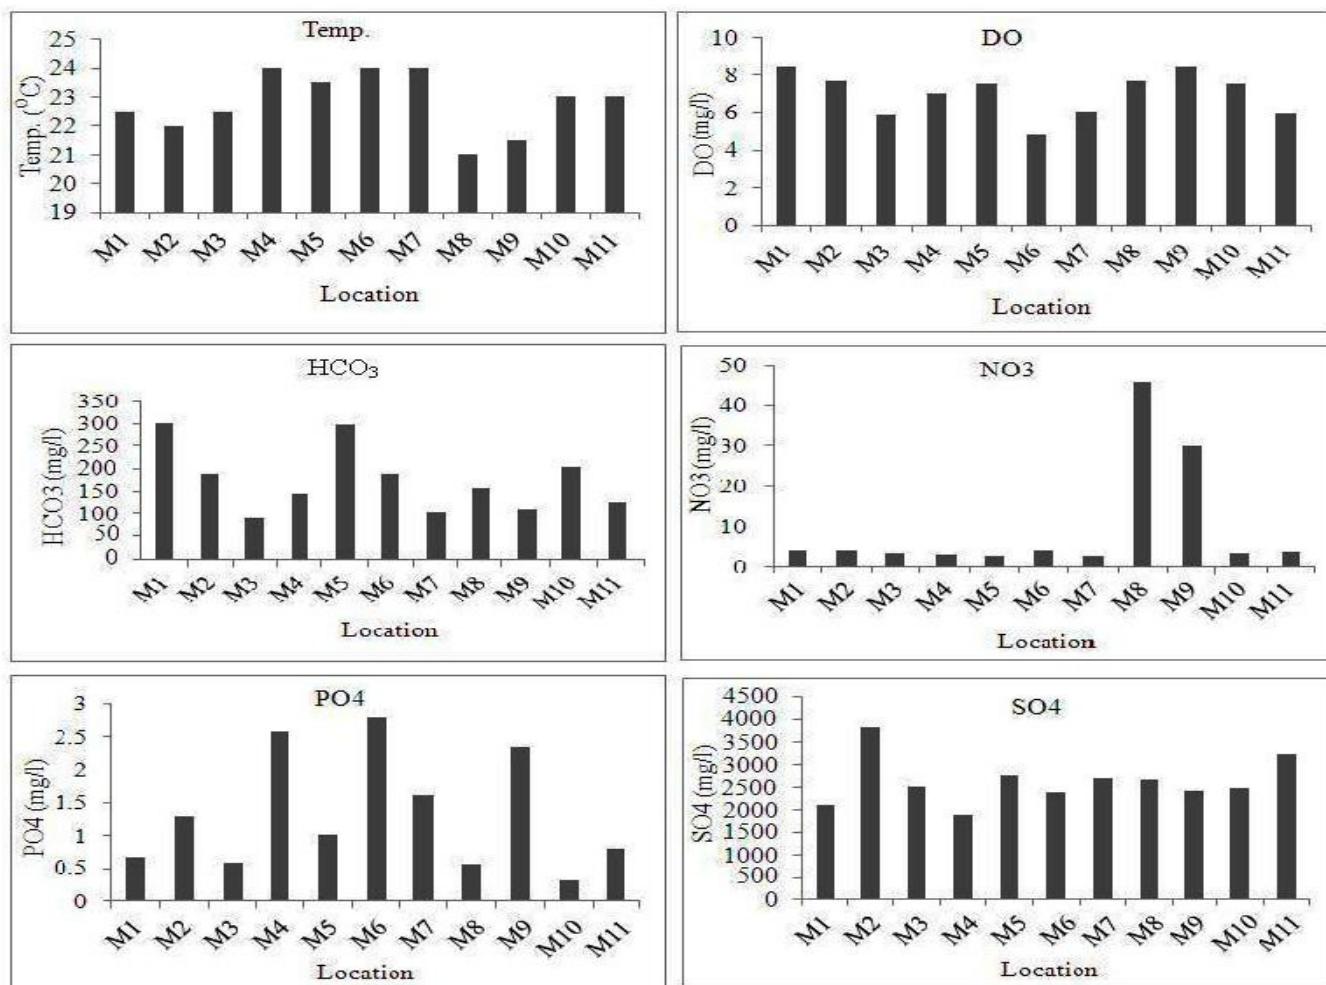 Temp.
Temp. (⁰C)
25
24
23
22
21
20
19
M1 M2 M3 M4 M5 M6 M7 M8 M9 M10 M11
Location
DO
DO (mg/l)
10
8
6
4
2
0
M1 M2 M3 M4 M5 M6 M7 M8 M9 M10 M11
Location
HCO₃
HCO3 (mg/l)
350
300
250
200
150
100
50
0
M1 M2 M3 M4 M5 M6 M7 M8 M9 M10 M11
Location
NO3
NO3 (mg/l)
50
40
30
20
10
0
M1 M2 M3 M4 M5 M6 M7 M8 M9 M10 M11
Location
PO4
PO4 (mg/l)
3
2.5
2
1.5
1
0.5
0
M1 M2 M3 M4 M5 M6 M7 M8 M9 M10 M11
Location
SO4
SO4 (mg/l)
4500
4000
3500
3000
2500
2000
1500
1000
500
0
M1 M2 M3 M4 M5 M6 M7 M8 M9 M10 M11
Location